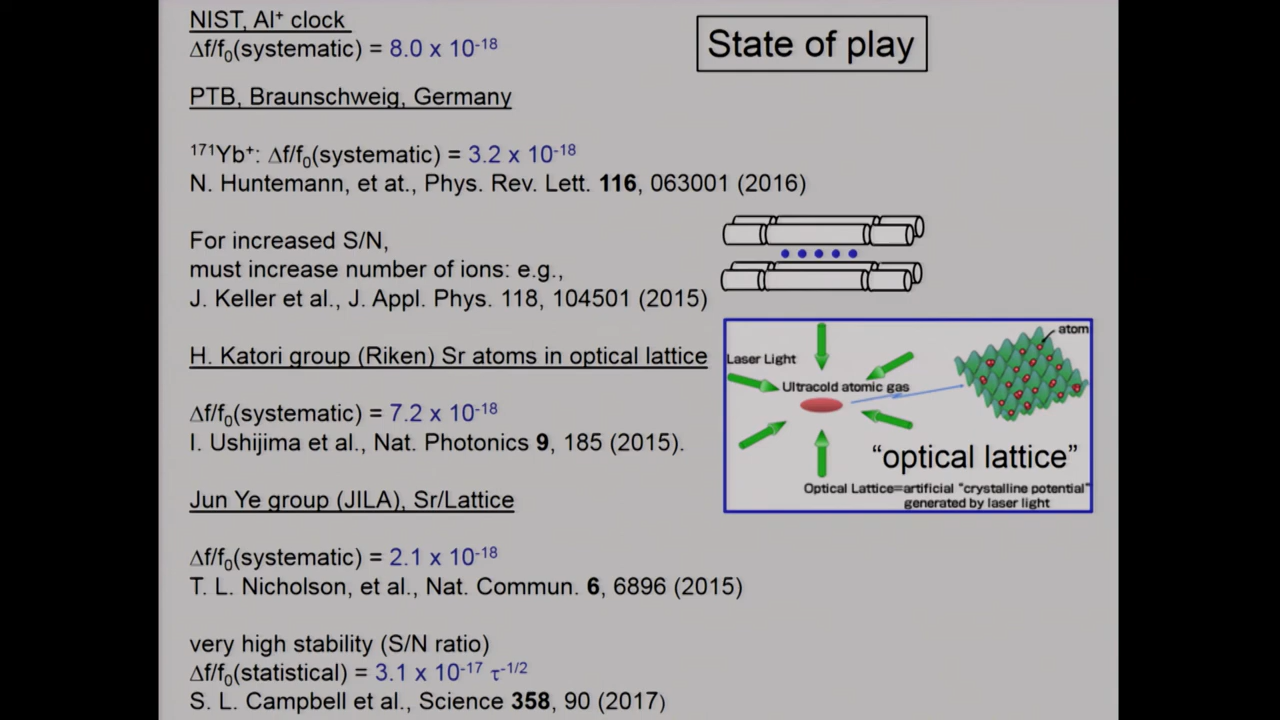 NIST, Al⁺ clock
Δf/f₀(systematic) = 8.0 x 10⁻¹⁸
State of play
PTB, Braunschweig, Germany
¹⁷¹Yb⁺: Δf/f₀(systematic) = 3.2 x 10⁻¹⁸
N. Huntemann, et at., Phys. Rev. Lett. 116, 063001 (2016)
For increased S/N,
must increase number of ions: e.g.,
J. Keller et al., J. Appl. Phys. 118, 104501 (2015)
H. Katori group (Riken) Sr atoms in optical lattice
Δf/f₀(systematic) = 7.2 x 10⁻¹⁸
I. Ushijima et al., Nat. Photonics 9, 185 (2015).
atom
Laser Light
Ultracold atomic gas
“optical lattice”
Optical Lattice=artificial “crystalline potential”
generated by laser light
Jun Ye group (JILA), Sr/Lattice
Δf/f₀(systematic) = 2.1 x 10⁻¹⁸
T. L. Nicholson, et al., Nat. Commun. 6, 6896 (2015)
very high stability (S/N ratio)
Δf/f₀(statistical) = 3.1 x 10⁻¹⁷ τ⁻¹/²
S. L. Campbell et al., Science 358, 90 (2017)